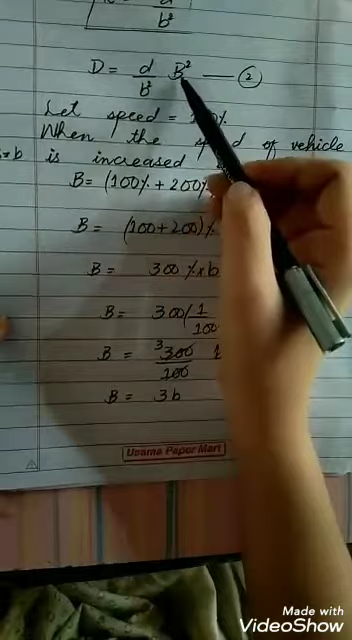 d
b²
D = d/b² B² — ②
Let speed = %
When the speed of vehicle
=b is increased
B = (100% + 200%
B = (100+200)%
B = 300 % x b
B = 300(1/100
B = ³300/100
B = 3b
Usama Paper Mart
Made with
VideoShow